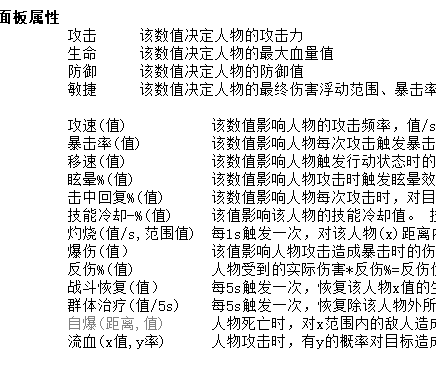 面板属性
攻击 该数值决定人物的攻击力
生命 该数值决定人物的最大血量值
防御 该数值决定人物的防御值
敏捷 该数值决定人物的最终伤害浮动范围、暴击率
攻速(值) 该数值影响人物的攻击频率，值/s
暴击率(值) 该数值影响人物每次攻击触发暴击
移速(值) 该数值影响人物触发行动状态时的
眩晕%(值) 该数值影响人物攻击时触发眩晕效
击中回复%(值) 该数值影响人物每次攻击时，对目
技能冷却-%(值) 该值影响该人物的技能冷却值。
灼烧(值/s,范围值) 每1s触发一次，对该人物(x)距离内
爆伤(值) 该值影响人物攻击造成暴击时的伤
反伤%(值) 人物受到的实际伤害*反伤%=反伤值
战斗恢复(值) 每5s触发一次，恢复该人物x值的生
群体治疗(值/5s) 每5s触发一次，恢复除该人物外所
自爆(距离,值) 人物死亡时，对x范围内的敌人造成
流血(x值,y率) 人物攻击时，有y的概率对目标造成